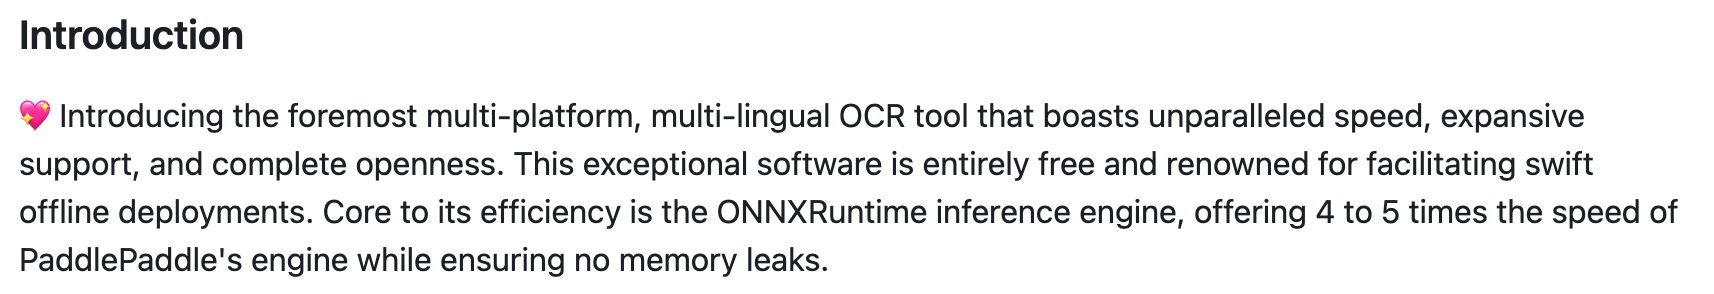 Introduction
💖 Introducing the foremost multi-platform, multi-lingual OCR tool that boasts unparalleled speed, expansive
support, and complete openness. This exceptional software is entirely free and renowned for facilitating swift
offline deployments. Core to its efficiency is the ONNXRuntime inference engine, offering 4 to 5 times the speed of
PaddlePaddle's engine while ensuring no memory leaks.